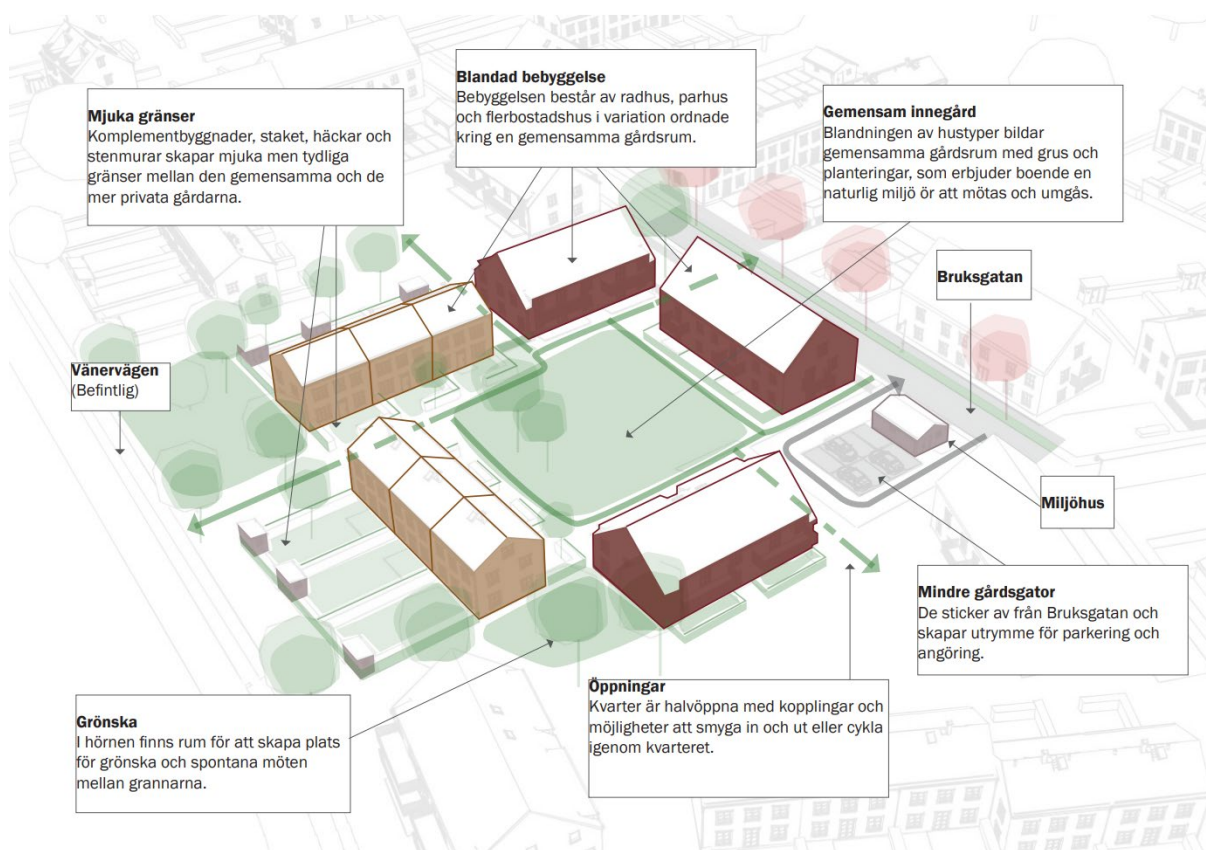 Blandad bebyggelse
Bebyggelsen består av radhus, parhus
och flerbostadshus i variation ordnade
kring en gemensamma gårdsrum.
Mjuka gränser
Komplementbyggnader, staket, häckar och
stenmurar skapar mjuka men tydliga
gränser mellan den gemensamma och de
mer privata gårdarna.
Gemensam innegård
Blandningen av hustyper bildar
gemensamma gårdsrum med grus och
planteringar, som erbjuder boende en
naturlig miljö ör att mötas och umgås.
Bruksgatan
Vänervägen
(Befintlig)
Miljöhus
Mindre gårdsgator
De sticker av från Bruksgatan och
skapar utrymme för parkering och
angöring.
Öppningar
Kvarter är halvöppna med kopplingar och
möjligheter att smyga in och ut eller cykla
igenom kvarteret.
Grönska
I hörnen finns rum för att skapa plats
för grönska och spontana möten
mellan grannarna.